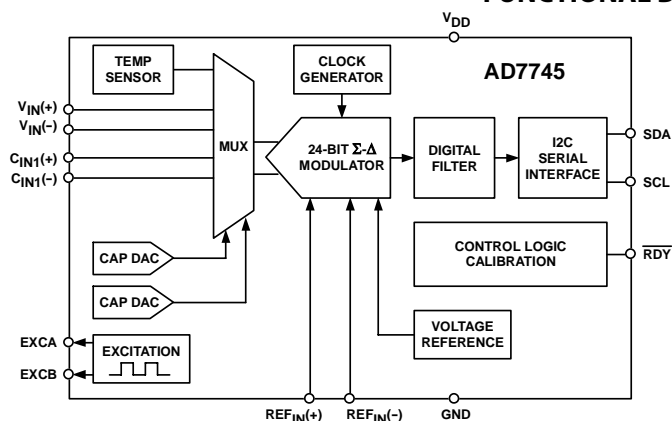 FUNCTIONAL
VDD
TEMP
SENSOR
CLOCK
GENERATOR
AD7745
VIN(+)
VIN(–)
CIN1(+)
CIN1(–)
MUX
24-BIT Σ-Δ
MODULATOR
DIGITAL
FILTER
I2C
SERIAL
INTERFACE
SDA
SCL
CAP DAC
CAP DAC
CONTROL LOGIC
CALIBRATION
RDY
EXCA
EXCB
EXCITATION
VOLTAGE
REFERENCE
REFIN(+)
REFIN(–)
GND